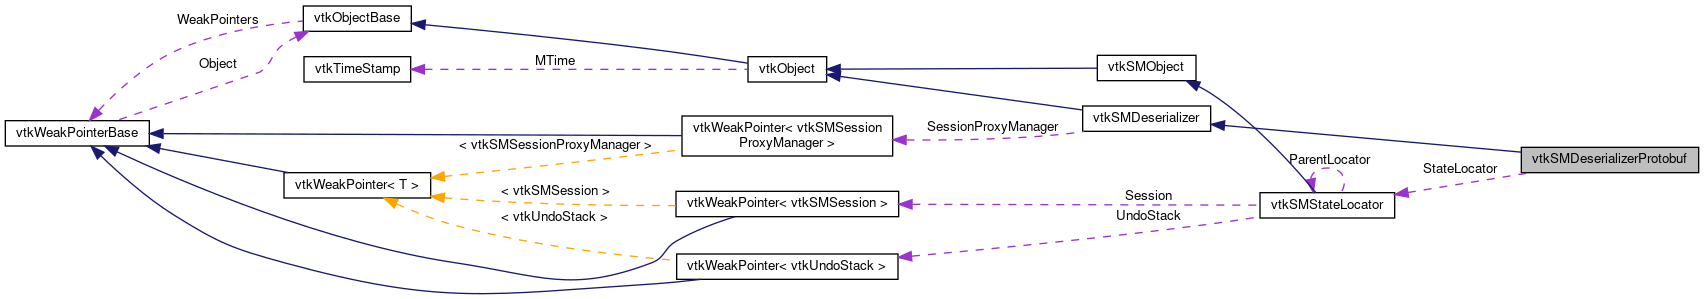 WeakPointers
vtkObjectBase
Object
vtkTimeStamp
MTime
vtkObject
vtkSMObject
vtkWeakPointerBase
vtkWeakPointer< vtkSMSession
ProxyManager >
SessionProxyManager
vtkSMDeserializer
< vtkSMSessionProxyManager >
vtkWeakPointer< T >
< vtkSMSession >
vtkWeakPointer< vtkSMSession >
< vtkUndoStack >
vtkWeakPointer< vtkUndoStack >
Session
UndoStack
ParentLocator
vtkSMStateLocator
StateLocator
vtkSMDeserializerProtobuf